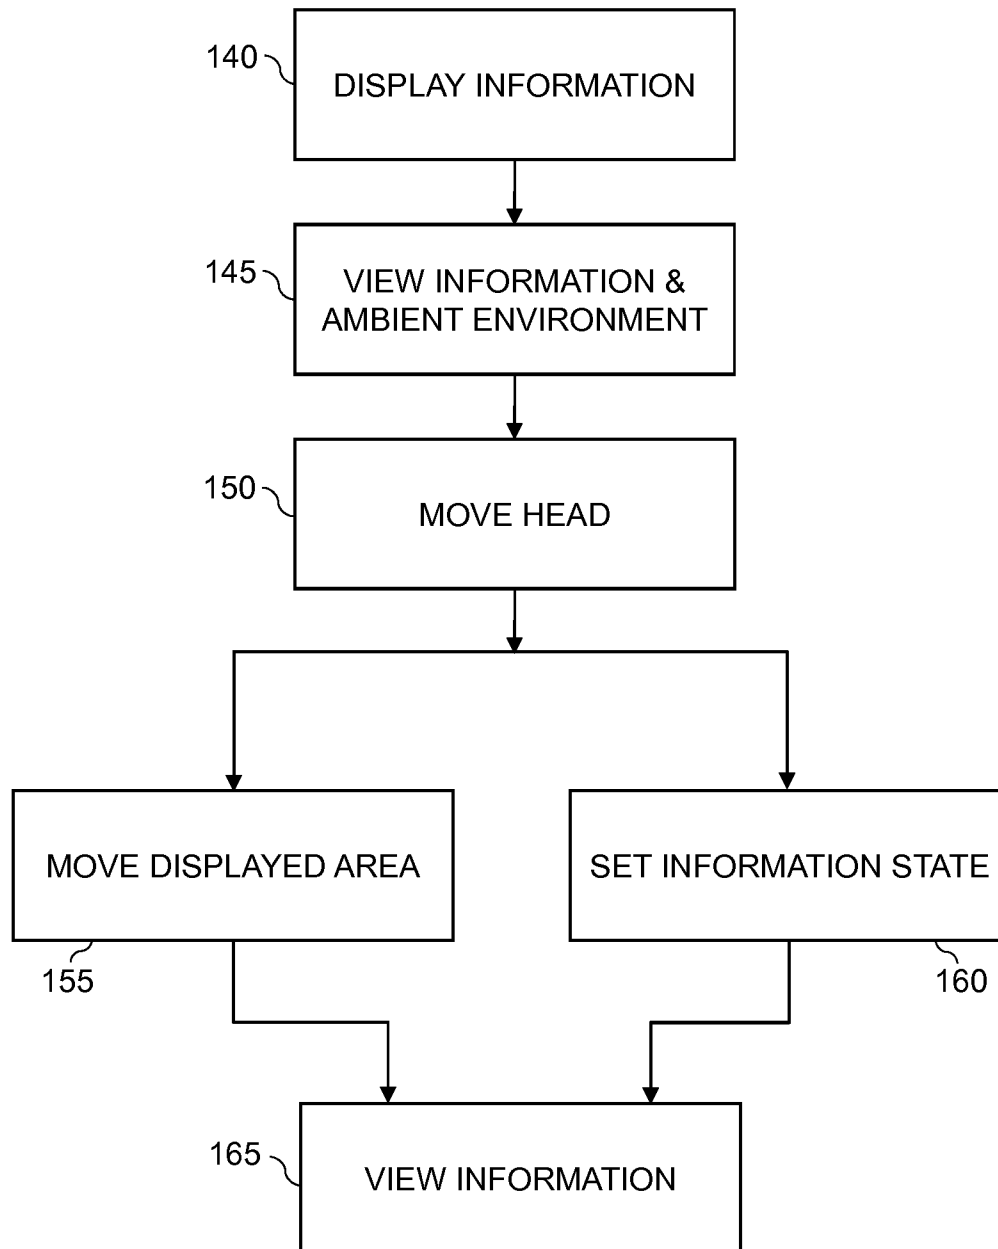 140
DISPLAY INFORMATION
145
VIEW INFORMATION &
AMBIENT ENVIRONMENT
150
MOVE HEAD
MOVE DISPLAYED AREA
SET INFORMATION STATE
155
160
165
VIEW INFORMATION